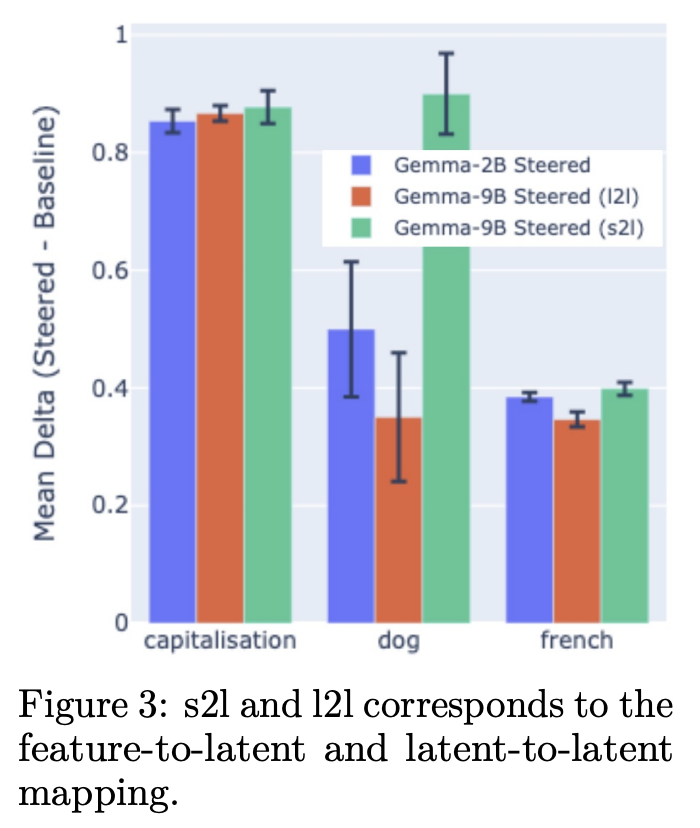 Mean Delta (Steered - Baseline)
1
0.8
0.6
0.4
0.2
0
Gemma-2B Steered
Gemma-9B Steered (l2l)
Gemma-9B Steered (s2l)
capitalisation
dog
french
Figure 3: s2l and l2l corresponds to the
feature-to-latent and latent-to-latent
mapping.